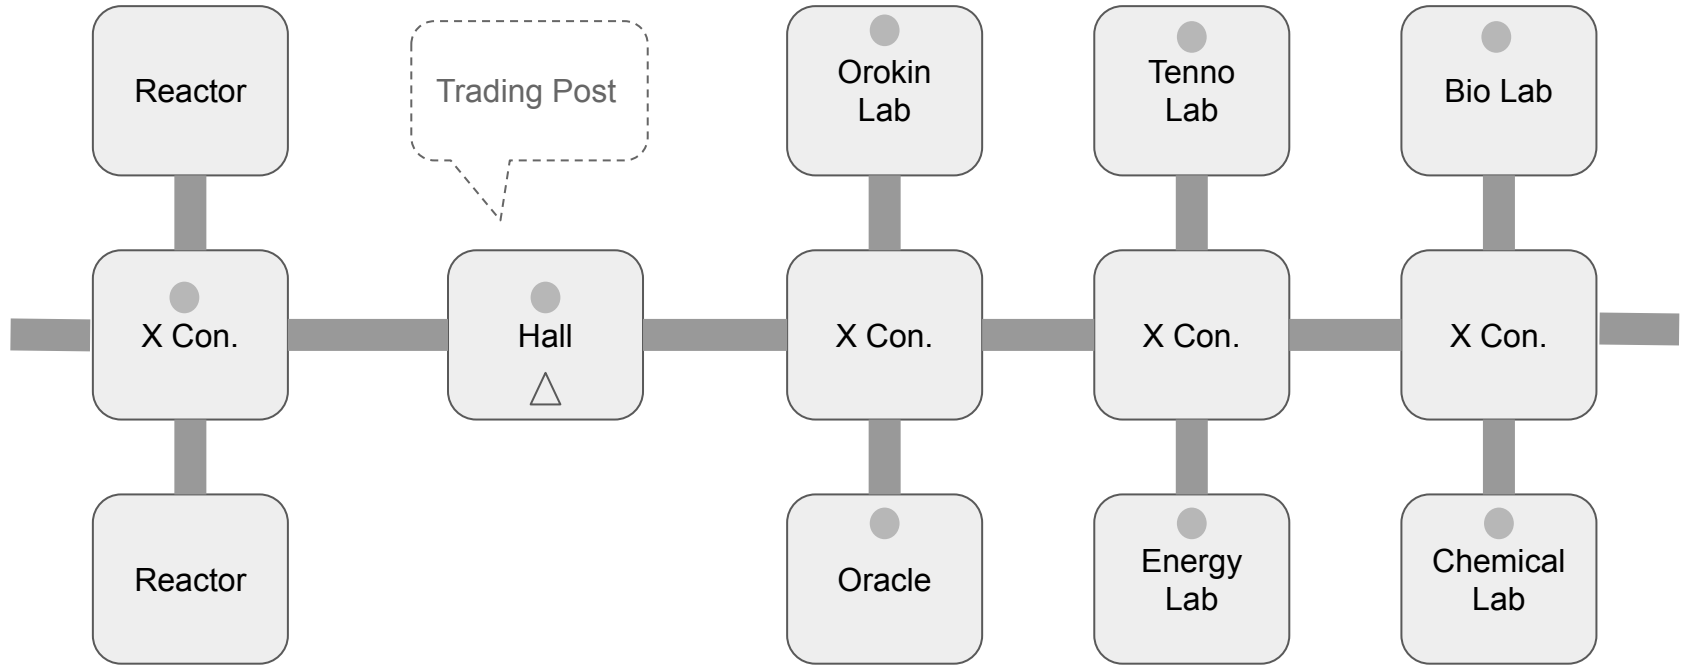 Reactor
Trading Post
Orokin
Lab
Tenno
Lab
Bio Lab
X Con.
Hall
X Con.
X Con.
X Con.
Reactor
Oracle
Energy
Lab
Chemical
Lab